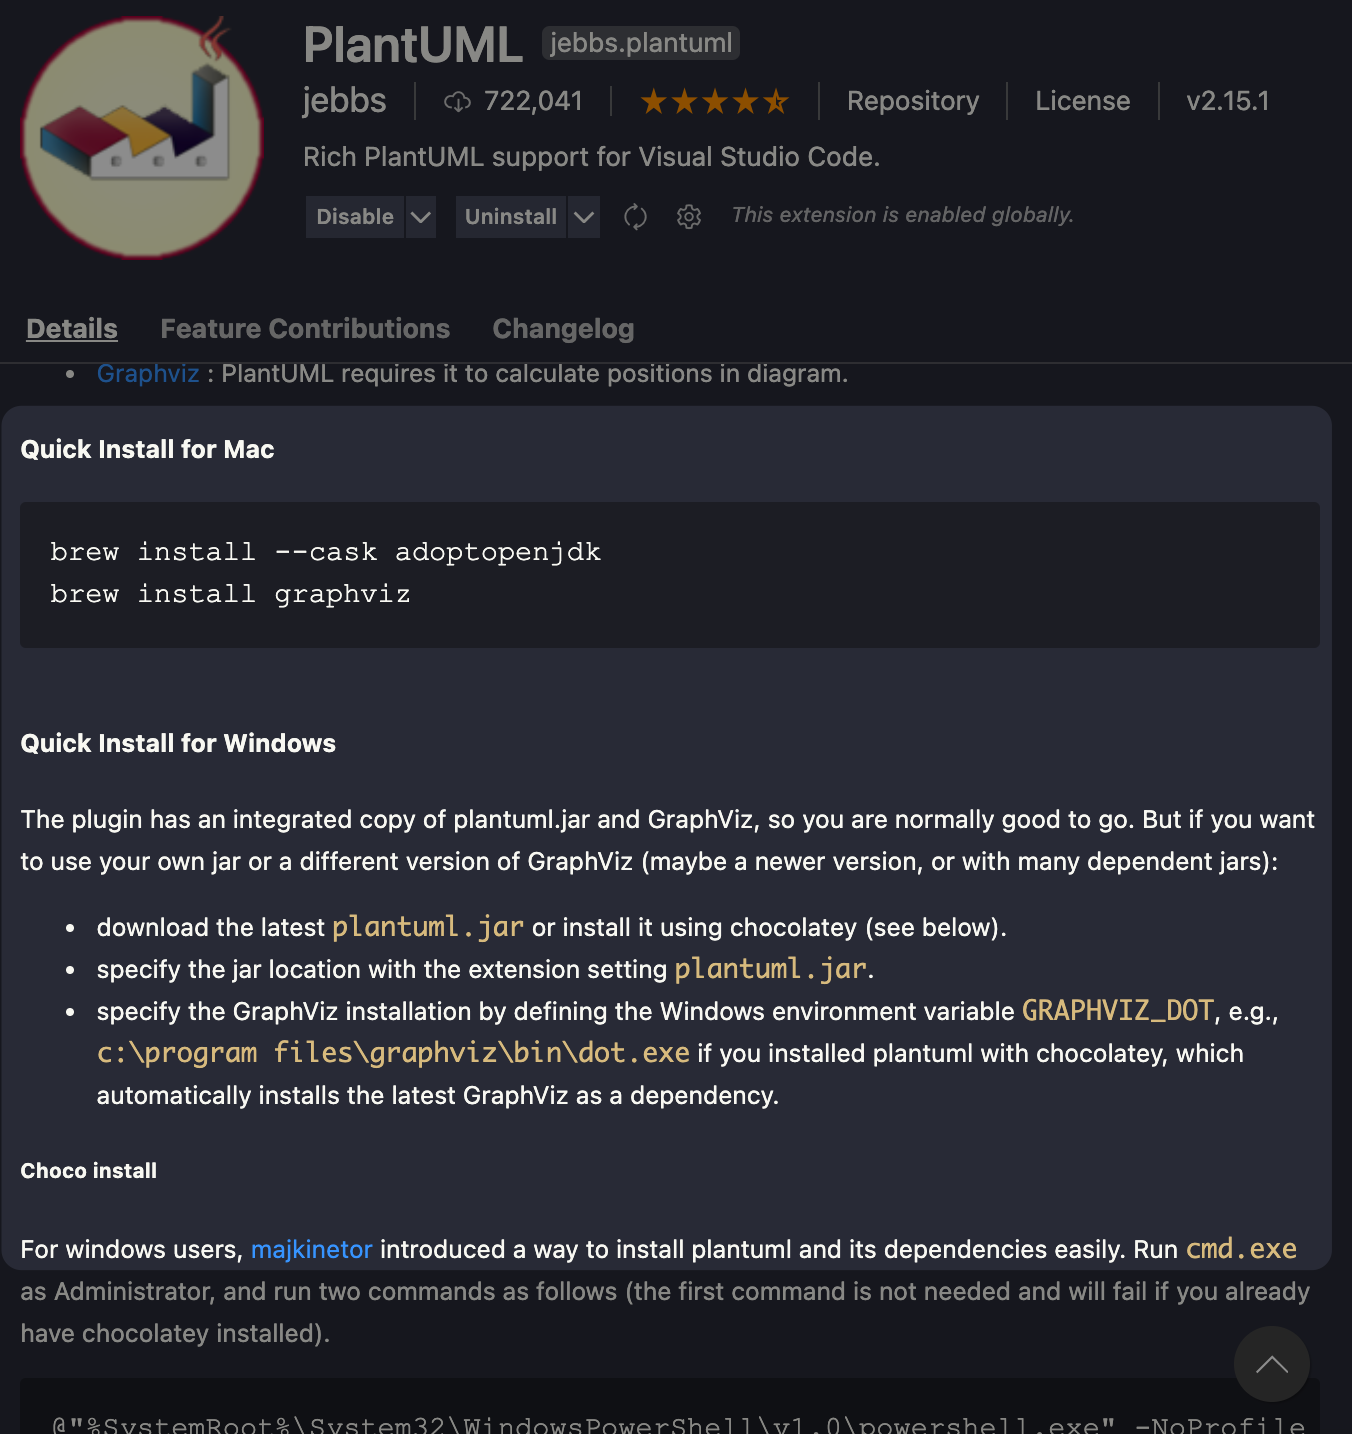 PlantUML jebbs.plantuml
jebbs 722,041 Repository License v2.15.1
Rich PlantUML support for Visual Studio Code.
Disable Uninstall This extension is enabled globally.
Details Feature Contributions Changelog
• Graphviz : PlantUML requires it to calculate positions in diagram.
Quick Install for Mac
brew install --cask adoptopenjdk
brew install graphviz
Quick Install for Windows
The plugin has an integrated copy of plantuml.jar and GraphViz, so you are normally good to go. But if you want
to use your own jar or a different version of GraphViz (maybe a newer version, or with many dependent jars):
• download the latest plantuml.jar or install it using chocolatey (see below).
• specify the jar location with the extension setting plantuml.jar.
• specify the GraphViz installation by defining the Windows environment variable GRAPHVIZ_DOT, e.g.,
c:\program files\graphviz\bin\dot.exe if you installed plantuml with chocolatey, which
automatically installs the latest GraphViz as a dependency.
Choco install
For windows users, majkinetor introduced a way to install plantuml and its dependencies easily. Run cmd.exe
as Administrator, and run two commands as follows (the first command is not needed and will fail if you already
have chocolatey installed).
@"%SystemRoot%\System32\WindowsPowerShell\v1.0\powershell.exe" -NoProfile